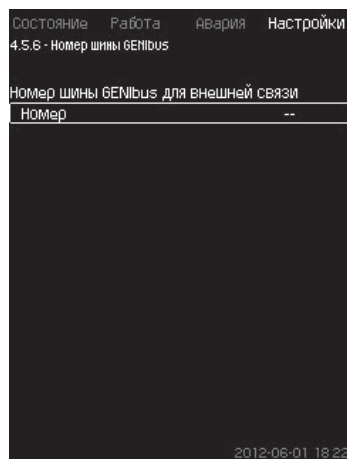 Состояние Работа Авария Настройки
4.5.6 - Номер шины GENIbus
Номер шины GENIbus для внешней связи
Номер --
2012-06-01 18:22